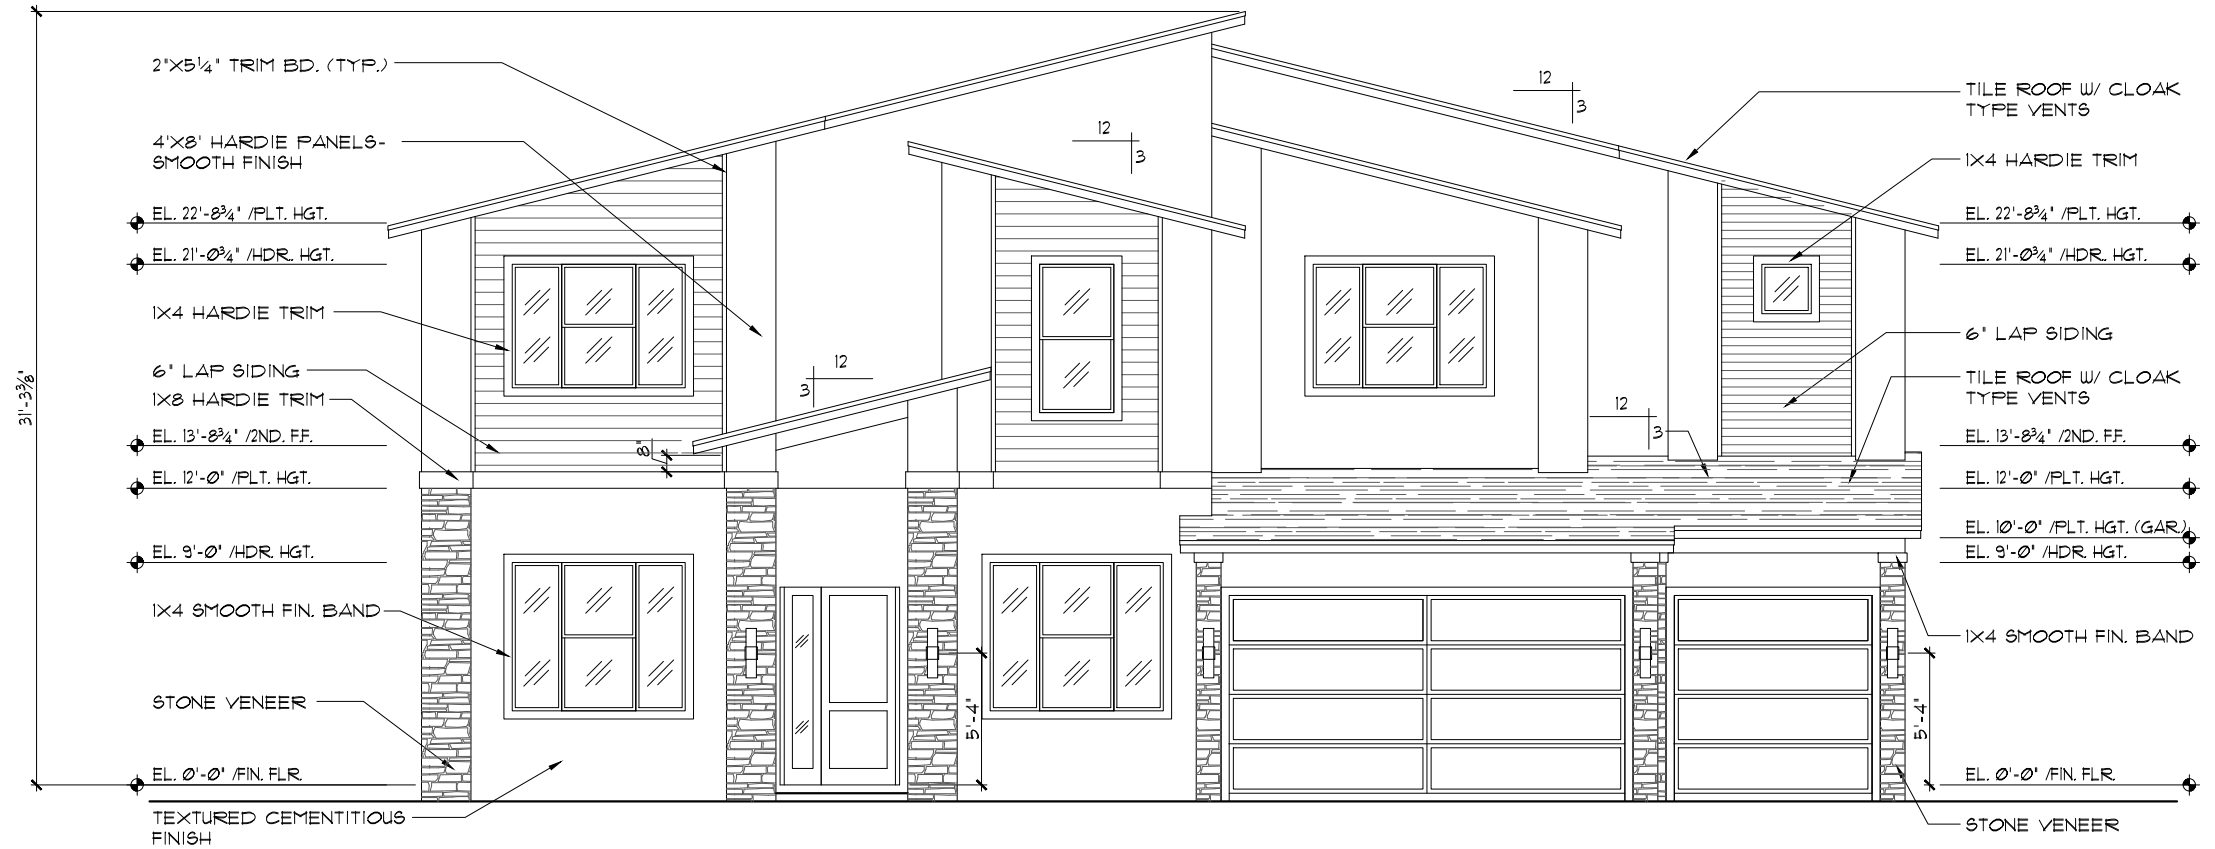 2"X5¼" TRIM BD. (TYP.)
4'X8' HARDIE PANELS-
SMOOTH FINISH
EL. 22'-8¾" /PLT. HGT.
EL. 21'-0¾" /HDR. HGT.
1X4 HARDIE TRIM
6" LAP SIDING
1X8 HARDIE TRIM
EL. 13'-8¾" /2ND. F.F.
EL. 12'-0" /PLT. HGT.
EL. 9'-0" /HDR. HGT.
1X4 SMOOTH FIN. BAND
STONE VENEER
EL. 0'-0" /FIN. FLR.
TEXTURED CEMENTITIOUS
FINISH
31'-3⅜"
12
3
12
3
12
3
12
3
8"
5'-4"
5'-4"
TILE ROOF W/ CLOAK
TYPE VENTS
1X4 HARDIE TRIM
EL. 22'-8¾" /PLT. HGT.
EL. 21'-0¾" /HDR. HGT.
6" LAP SIDING
TILE ROOF W/ CLOAK
TYPE VENTS
EL. 13'-8¾" /2ND. F.F.
EL. 12'-0" /PLT. HGT.
EL. 10'-0" /PLT. HGT. (GAR.)
EL. 9'-0" /HDR. HGT.
1X4 SMOOTH FIN. BAND
EL. 0'-0" /FIN. FLR.
STONE VENEER